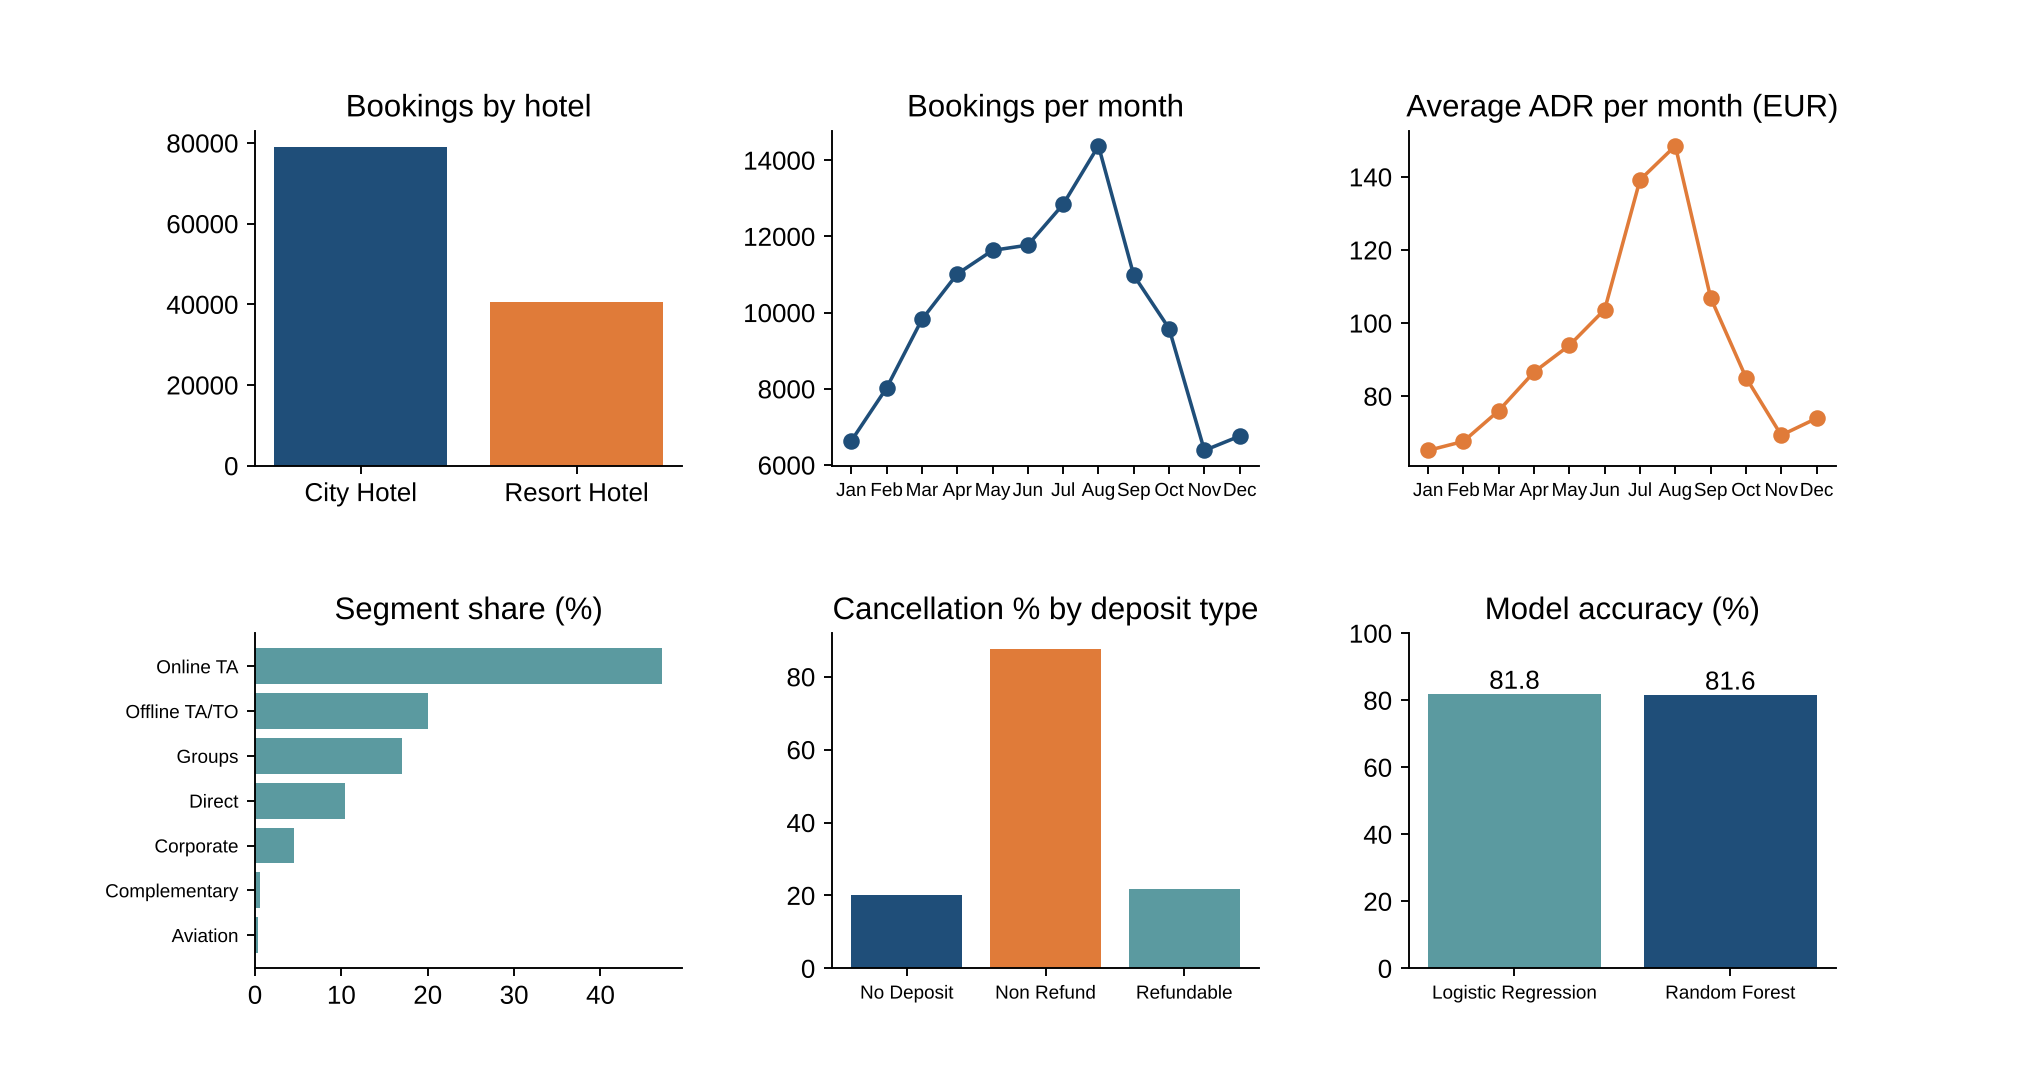 Bookings by hotel
80000
60000
40000
20000
0
City Hotel Resort Hotel
Bookings per month
14000
12000
10000
8000
6000
Jan Feb Mar Apr May Jun Jul Aug Sep Oct Nov Dec
Average ADR per month (EUR)
140
120
100
80
Jan Feb Mar Apr May Jun Jul Aug Sep Oct Nov Dec
Segment share (%)
Online TA
Offline TA/TO
Groups
Direct
Corporate
Complementary
Aviation
0 10 20 30 40
Cancellation % by deposit type
80
60
40
20
0
No Deposit Non Refund Refundable
Model accuracy (%)
100
80
60
40
20
0
81.8 81.6
Logistic Regression Random Forest